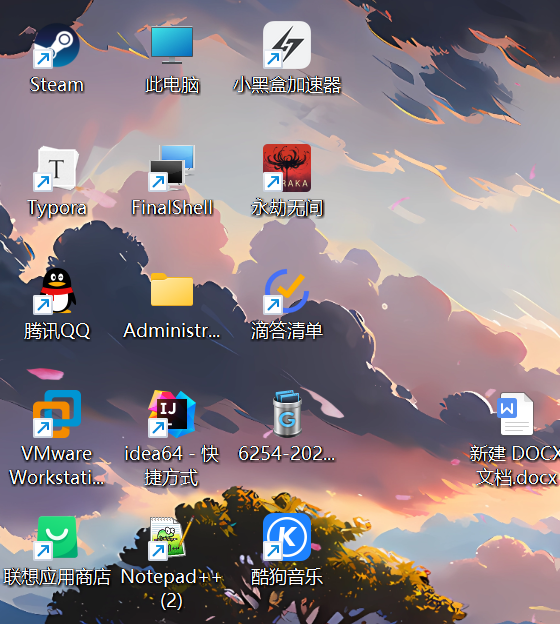 Steam
此电脑
小黑盒加速器
Typora
FinalShell
永劫无间
腾讯QQ
Administr...
滴答清单
VMware
Workstati...
idea64 - 快
捷方式
6254-202...
新建 DOCX
文档.docx
联想应用商店
Notepad++
(2)
酷狗音乐
T
RAKA
IJ
G
W
K